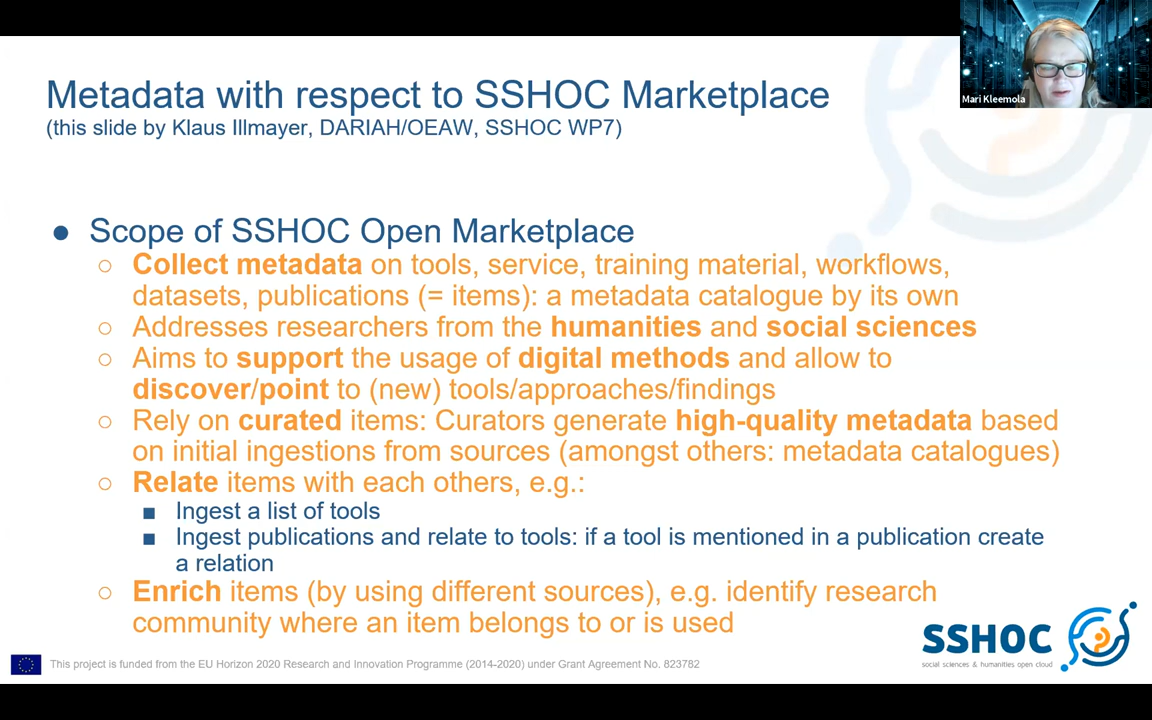 Metadata with respect to SSHOC Marketplace
(this slide by Klaus Illmayer, DARIAH/OEAW, SSHOC WP7)
Mari Kleemola
● Scope of SSHOC Open Marketplace
○ Collect metadata on tools, service, training material, workflows,
datasets, publications (= items): a metadata catalogue by its own
○ Addresses researchers from the humanities and social sciences
○ Aims to support the usage of digital methods and allow to
discover/point to (new) tools/approaches/findings
○ Rely on curated items: Curators generate high-quality metadata based
on initial ingestions from sources (amongst others: metadata catalogues)
○ Relate items with each others, e.g.:
■ Ingest a list of tools
■ Ingest publications and relate to tools: if a tool is mentioned in a publication create
a relation
○ Enrich items (by using different sources), e.g. identify research
community where an item belongs to or is used
SSHOC
social sciences & humanities open cloud
This project is funded from the EU Horizon 2020 Research and Innovation Programme (2014-2020) under Grant Agreement No. 823782